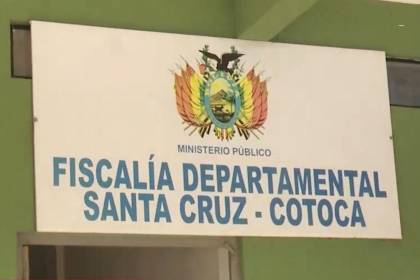 MINISTERIO PÚBLICO
FISCALÍA DEPARTAMENTAL
SANTA CRUZ - COTOCA